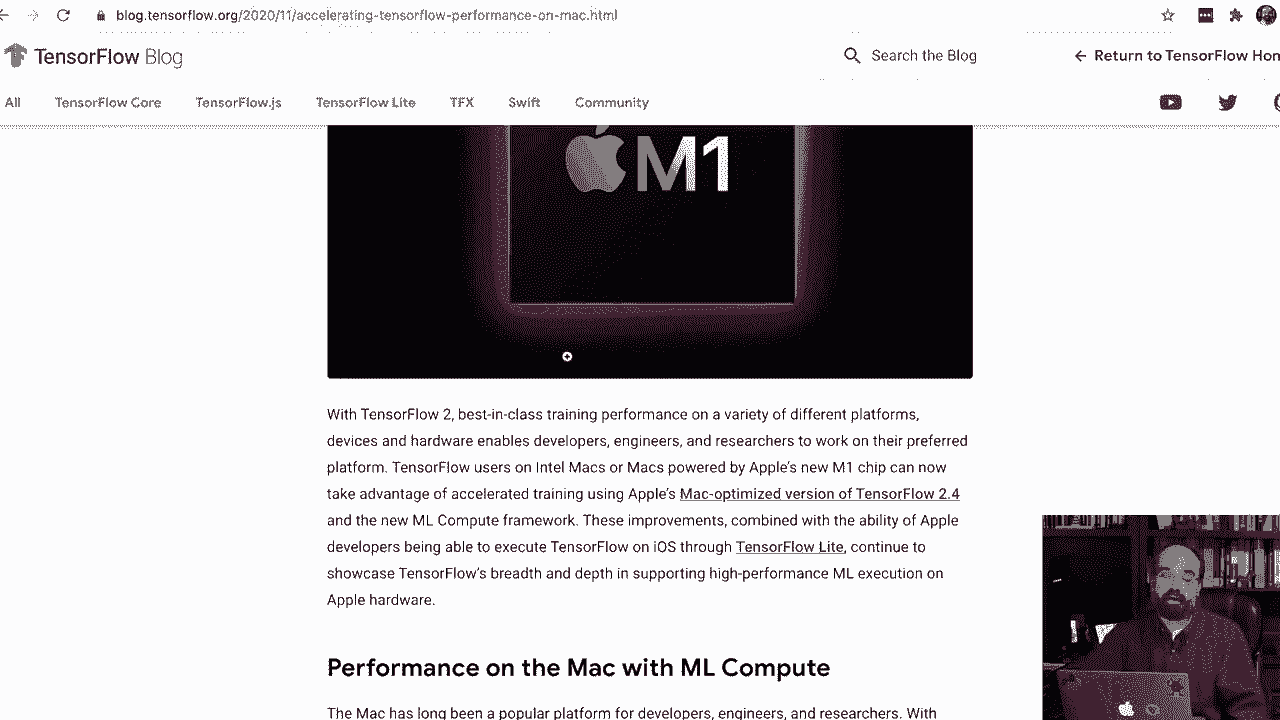 blog.tensorflow.org/2020/11/accelerating-tensorflow-performance-on-mac.html
TensorFlow Blog
Search the Blog
← Return to TensorFlow Hom
All
TensorFlow Core
TensorFlow.js
TensorFlow Lite
TFX
Swift
Community
M1
With TensorFlow 2, best-in-class training performance on a variety of different platforms,
devices and hardware enables developers, engineers, and researchers to work on their preferred
platform. TensorFlow users on Intel Macs or Macs powered by Apple's new M1 chip can now
take advantage of accelerated training using Apple's Mac-optimized version of TensorFlow 2.4
and the new ML Compute framework. These improvements, combined with the ability of Apple
developers being able to execute TensorFlow on iOS through TensorFlow Lite, continue to
showcase TensorFlow's breadth and depth in supporting high-performance ML execution on
Apple hardware.
Performance on the Mac with ML Compute
The Mac has long been a popular platform for developers, engineers, and researchers. With